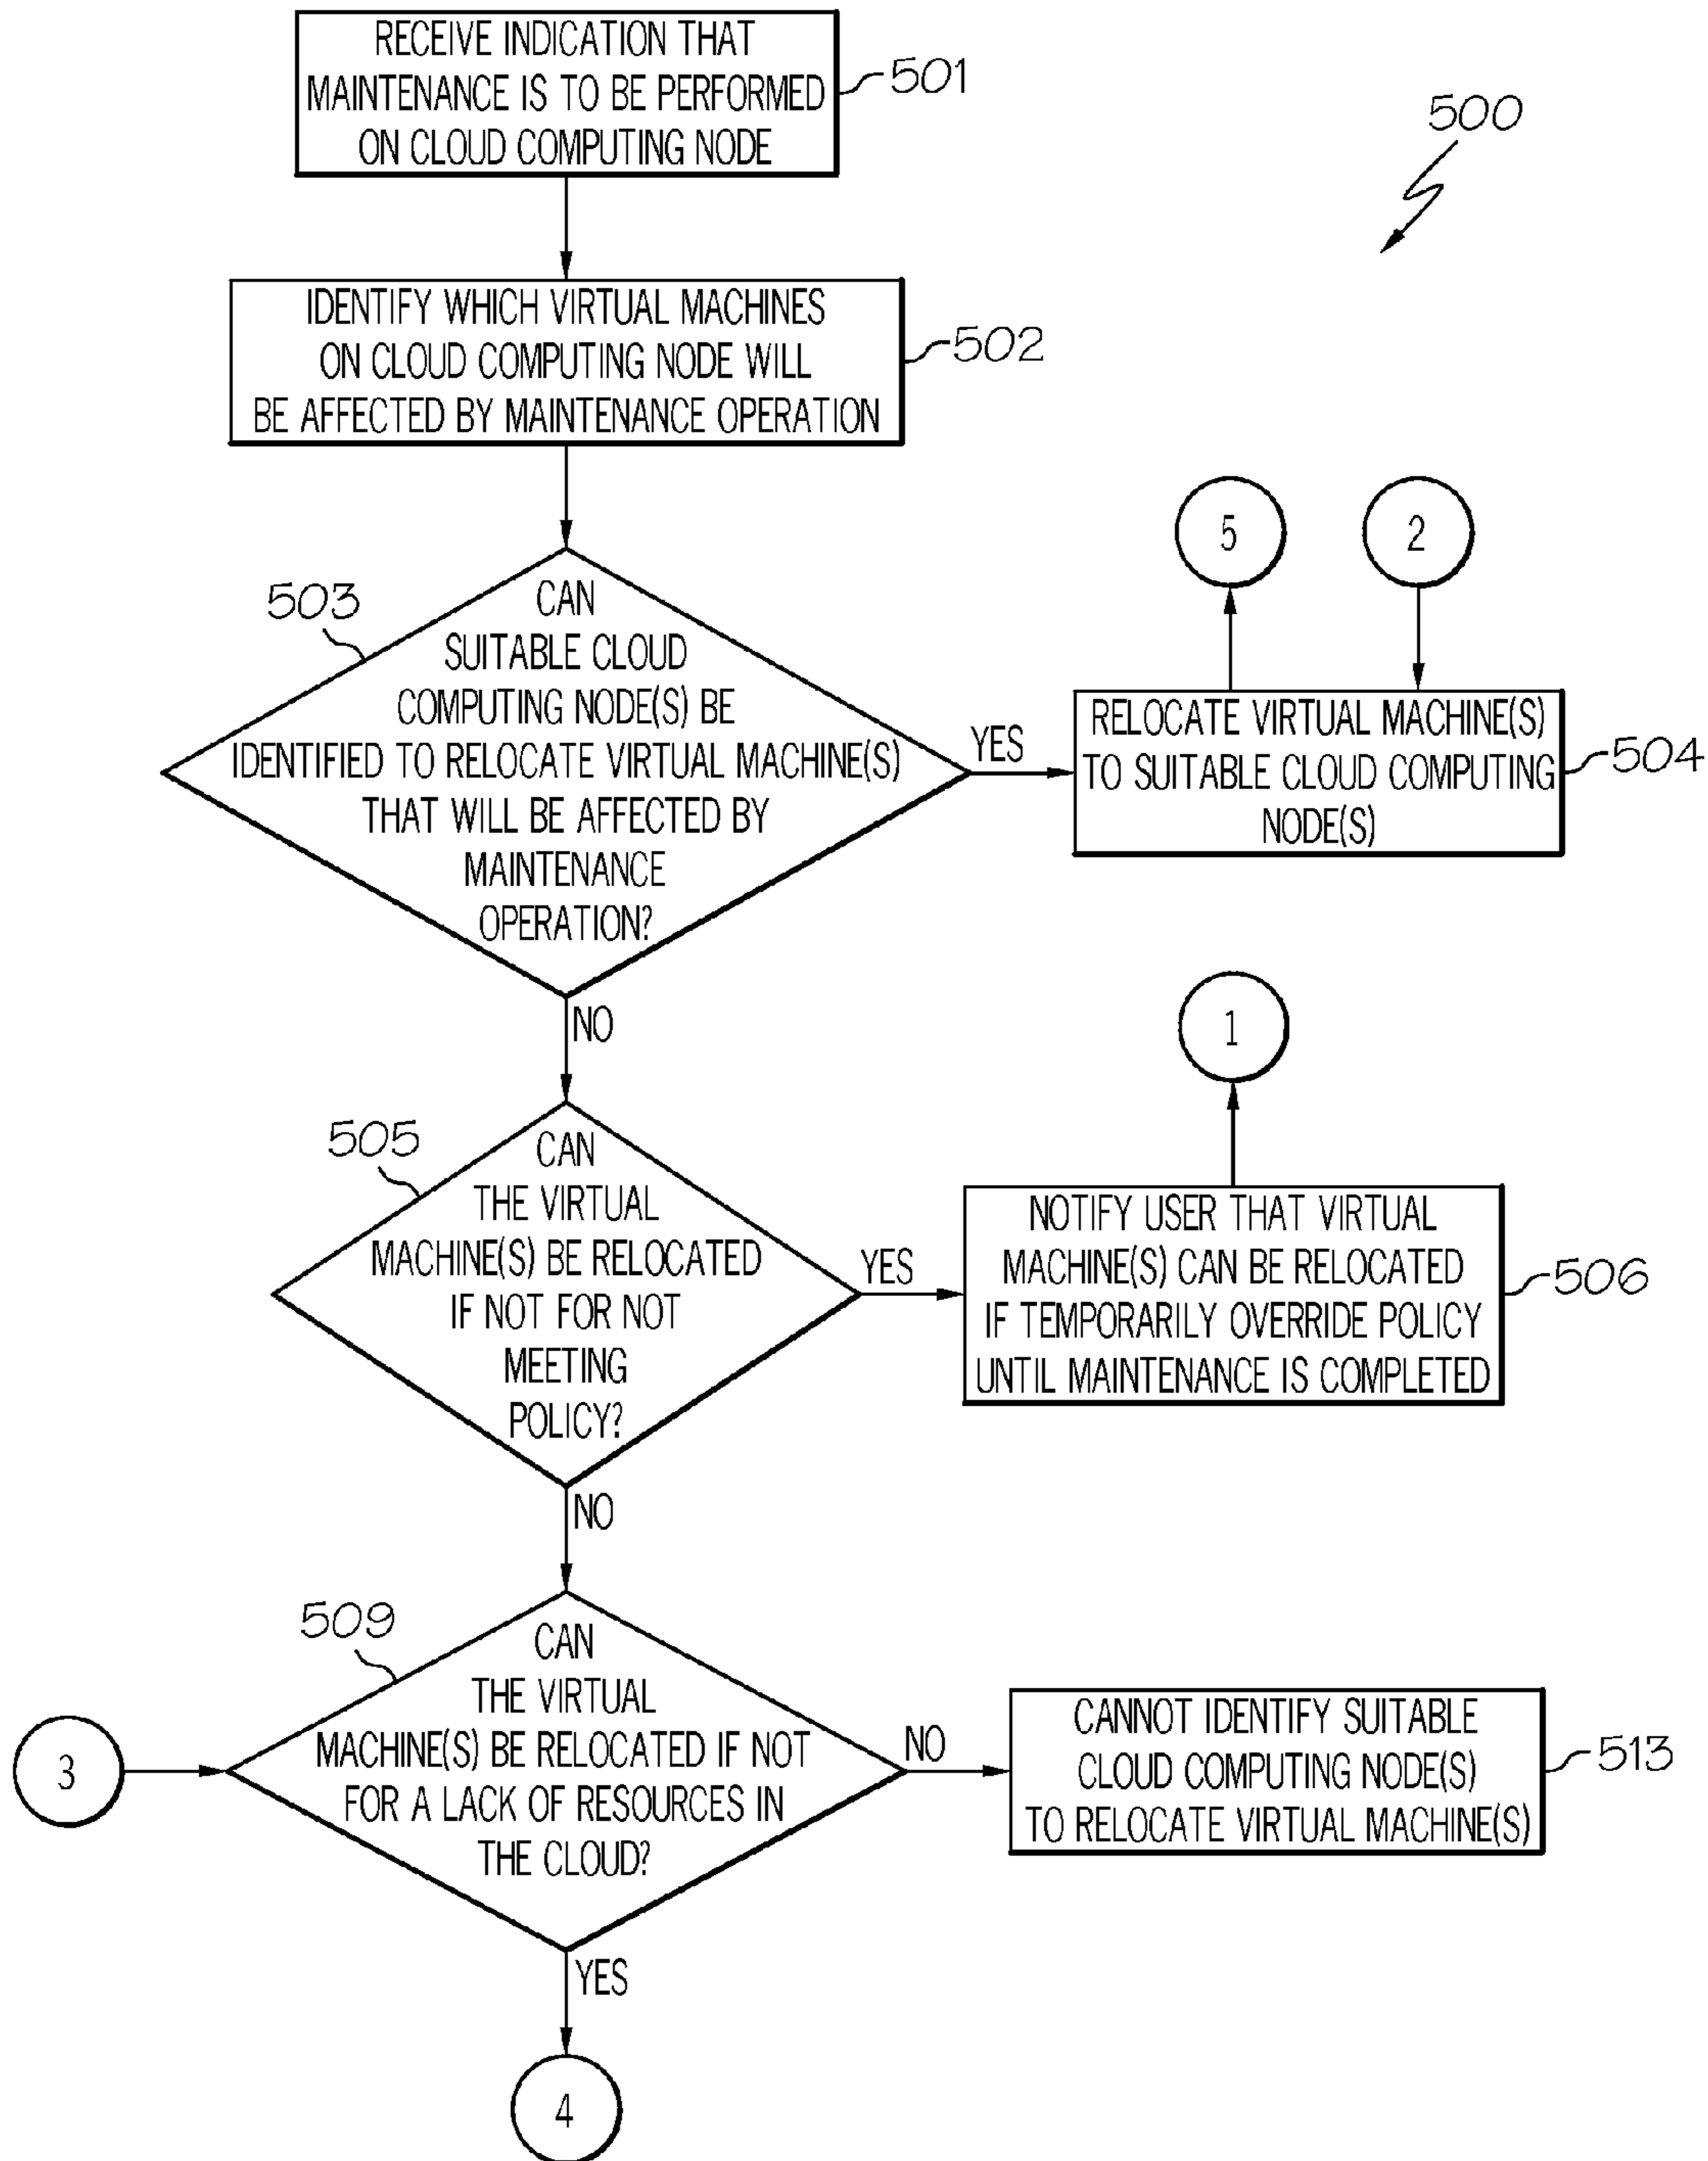 RECEIVE INDICATION THAT
MAINTENANCE IS TO BE PERFORMED
ON CLOUD COMPUTING NODE
501
500
IDENTIFY WHICH VIRTUAL MACHINES
ON CLOUD COMPUTING NODE WILL
BE AFFECTED BY MAINTENANCE OPERATION
502
503
CAN
SUITABLE CLOUD
COMPUTING NODE(S) BE
IDENTIFIED TO RELOCATE VIRTUAL MACHINE(S)
THAT WILL BE AFFECTED BY
MAINTENANCE
OPERATION?
YES
5
2
RELOCATE VIRTUAL MACHINE(S)
TO SUITABLE CLOUD COMPUTING
NODE(S)
504
NO
505
CAN
THE VIRTUAL
MACHINE(S) BE RELOCATED
IF NOT FOR NOT
MEETING
POLICY?
YES
1
NOTIFY USER THAT VIRTUAL
MACHINE(S) CAN BE RELOCATED
IF TEMPORARILY OVERRIDE POLICY
UNTIL MAINTENANCE IS COMPLETED
506
NO
509
3
CAN
THE VIRTUAL
MACHINE(S) BE RELOCATED IF NOT
FOR A LACK OF RESOURCES IN
THE CLOUD?
NO
CANNOT IDENTIFY SUITABLE
CLOUD COMPUTING NODE(S)
TO RELOCATE VIRTUAL MACHINE(S)
513
YES
4